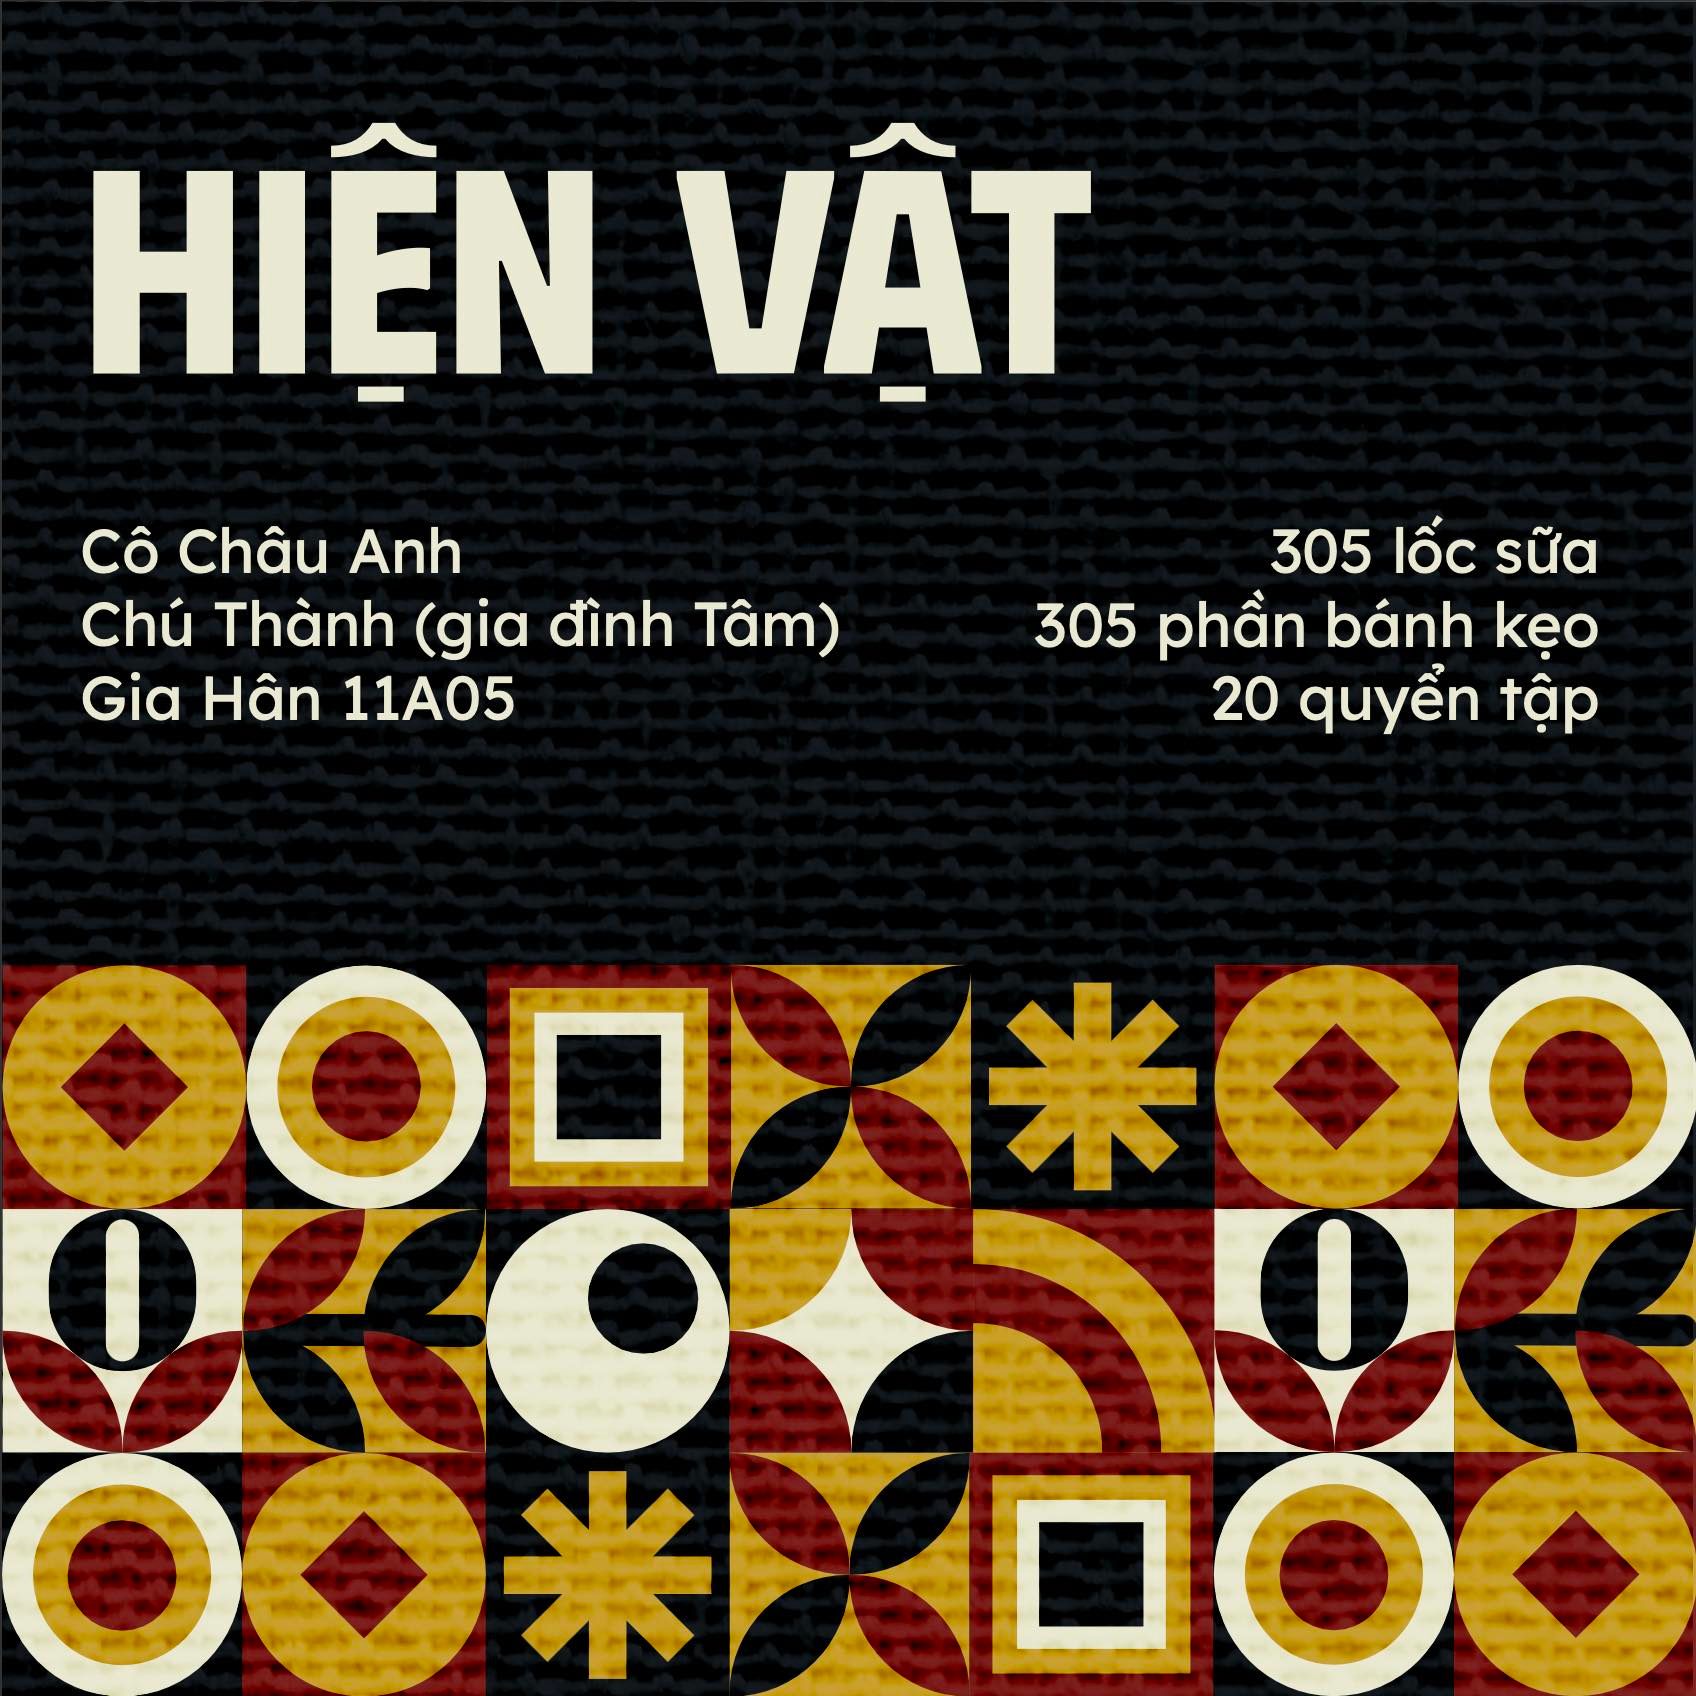 HIỆN VẬT
Cô Châu Anh 305 lốc sữa
Chú Thành (gia đình Tâm) 305 phần bánh kẹo
Gia Hân 11A05 20 quyển tập